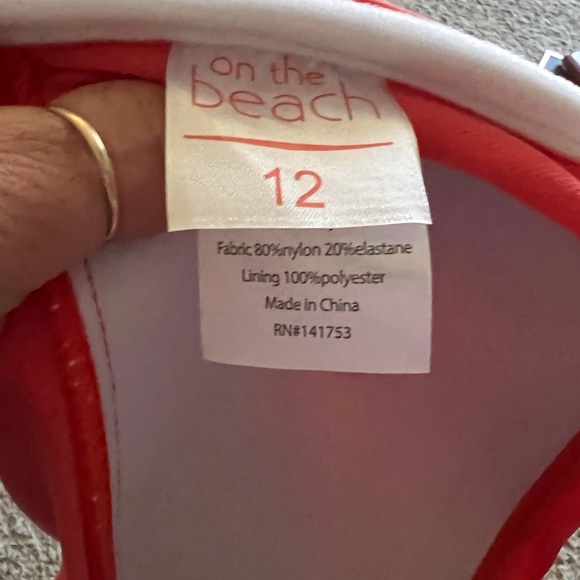 on the
beach
12
Fabric 80%nylon 20%elastane
Lining 100%polyester
Made in China
RN#141753